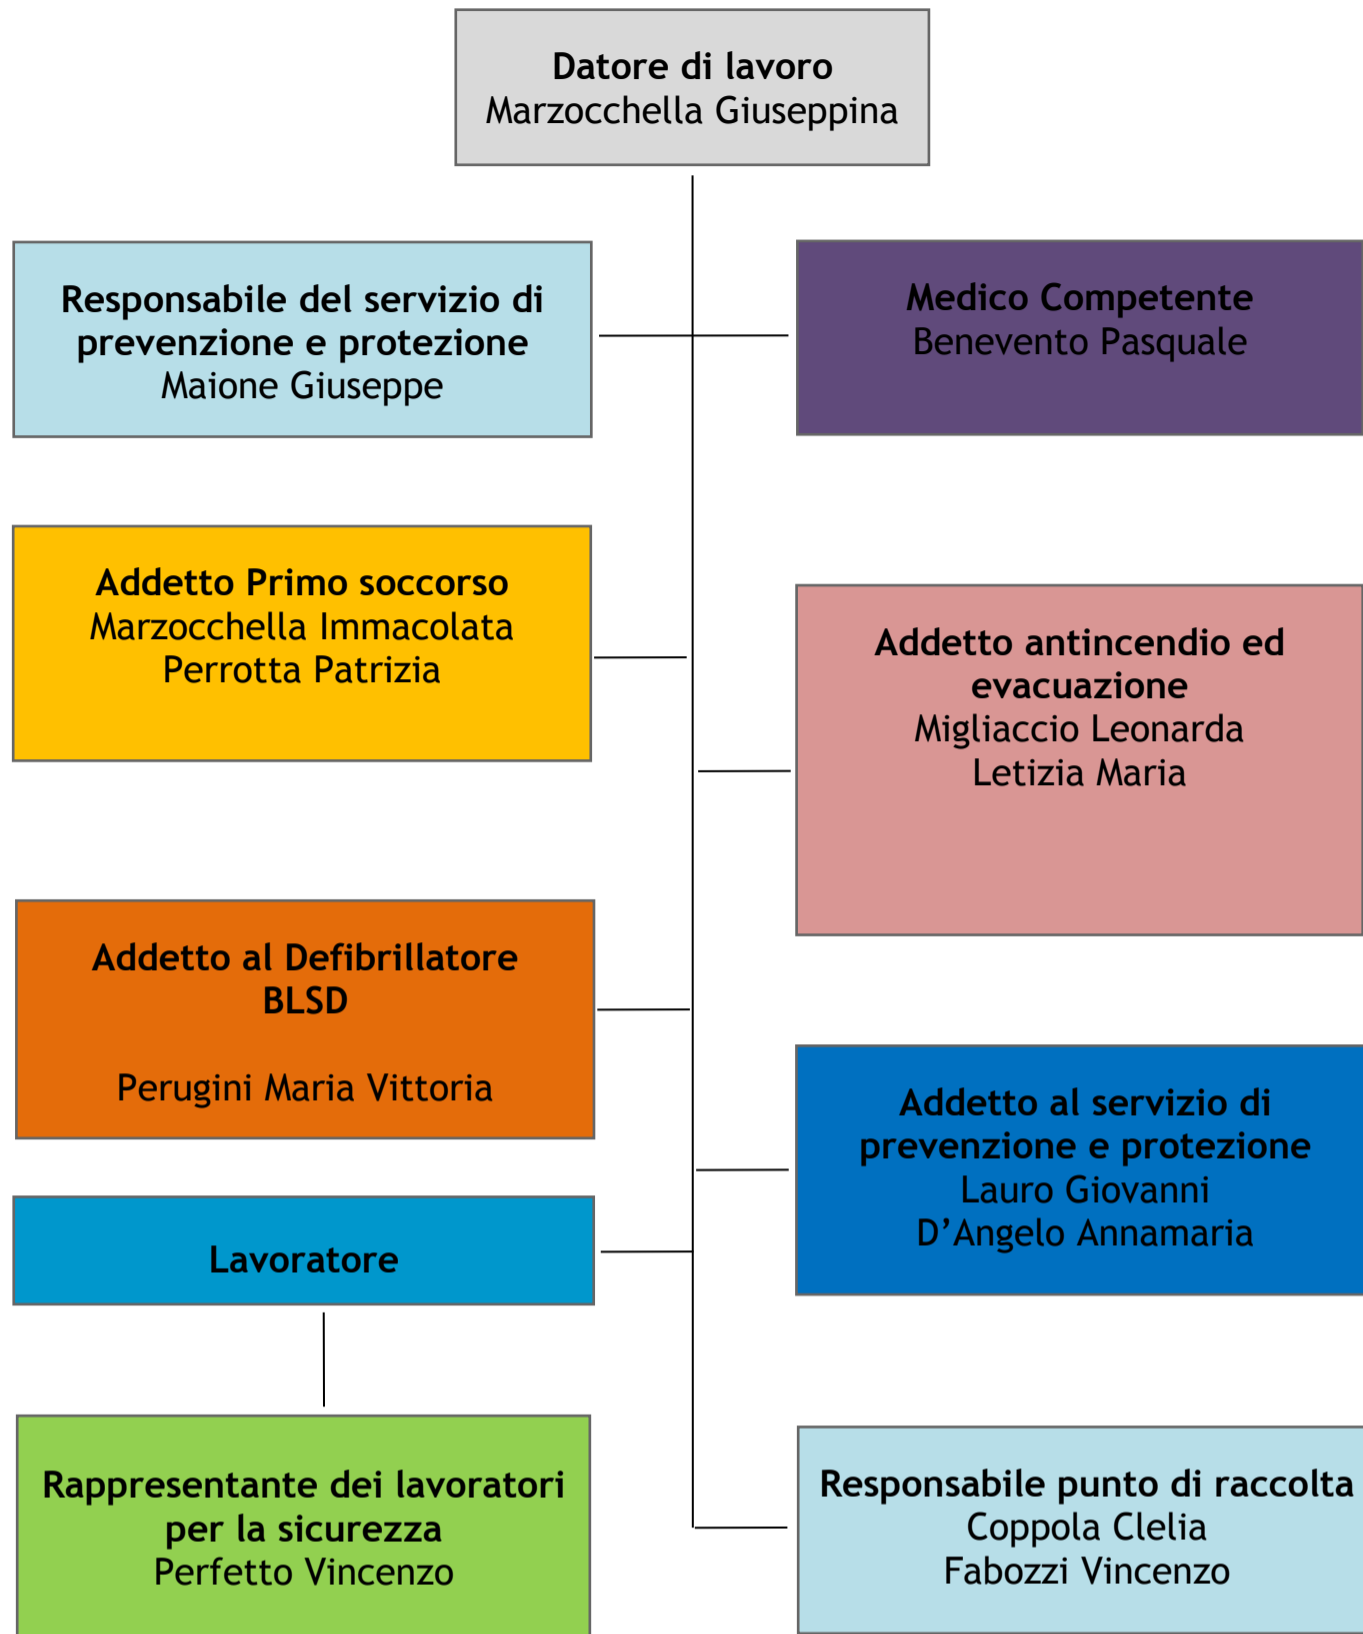 Datore di lavoro
Marzocchella Giuseppina
Responsabile del servizio di
prevenzione e protezione
Maione Giuseppe
Medico Competente
Benevento Pasquale
Addetto Primo soccorso
Marzocchella Immacolata
Perrotta Patrizia
Addetto antincendio ed
evacuazione
Migliaccio Leonarda
Letizia Maria
Addetto al Defibrillatore
BLSD
Perugini Maria Vittoria
Addetto al servizio di
prevenzione e protezione
Lauro Giovanni
D’Angelo Annamaria
Lavoratore
Rappresentante dei lavoratori
per la sicurezza
Perfetto Vincenzo
Responsabile punto di raccolta
Coppola Clelia
Fabozzi Vincenzo